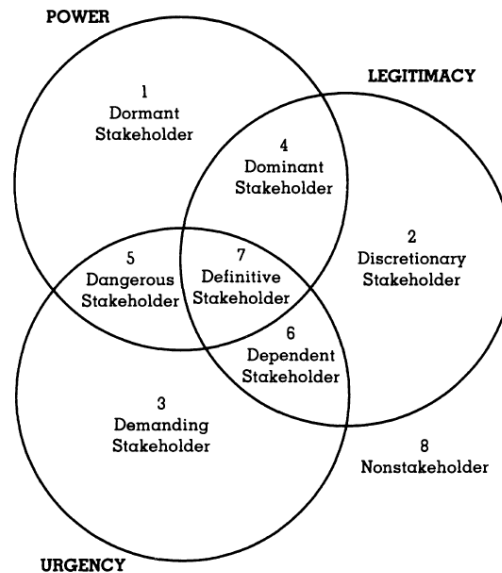 POWER
1
Dormant
Stakeholder
LEGITIMACY
4
Dominant
Stakeholder
2
Discretionary
Stakeholder
5
Dangerous
Stakeholder
7
Definitive
Stakeholder
6
Dependent
Stakeholder
3
Demanding
Stakeholder
8
Nonstakeholder
URGENCY